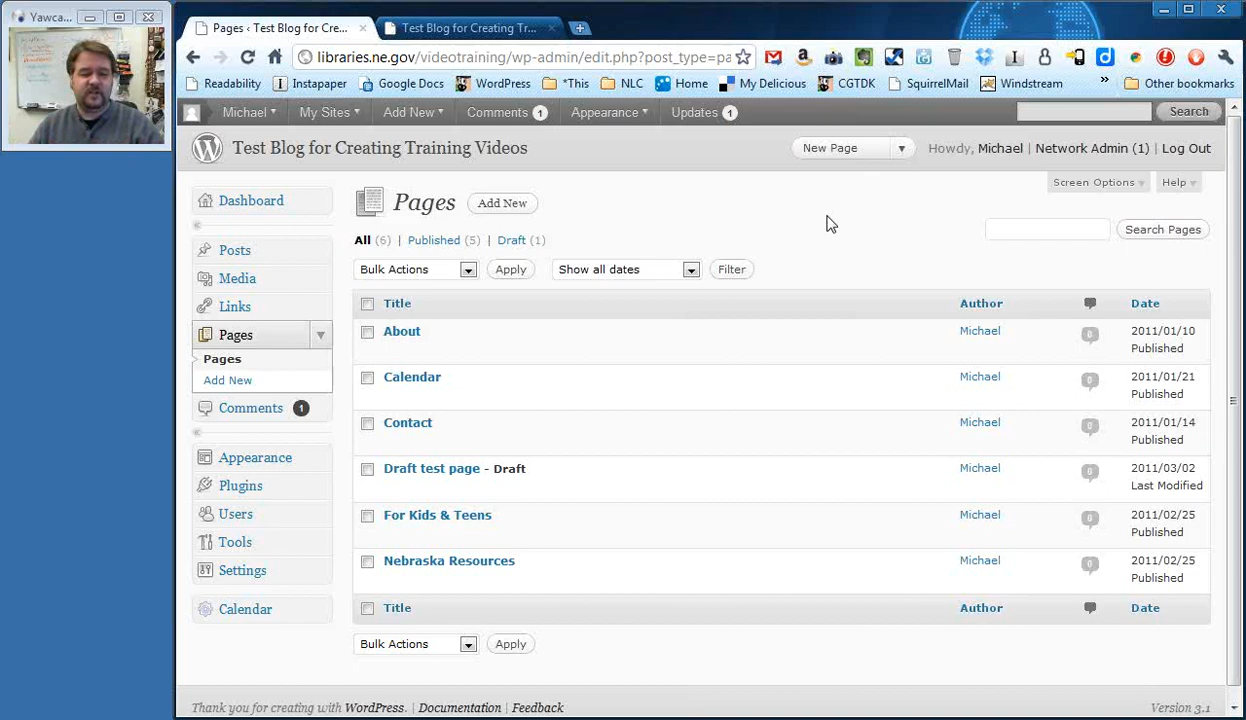 Yawca...
Pages ‹ Test Blog for Cre...
Test Blog for Creating Tr...
libraries.ne.gov/videotraining/wp-admin/edit.php?post_type=pa
Readability Instapaper Google Docs WordPress *This NLC Home My Delicious CGTDK SquirrelMail Windstream » Other bookmarks
Michael My Sites Add New Comments 1 Appearance Updates 1 Search
Test Blog for Creating Training Videos
New Page Howdy, Michael | Network Admin (1) | Log Out
Screen Options Help
Dashboard
Posts
Media
Links
Pages
Pages
Add New
Comments 1
Appearance
Plugins
Users
Tools
Settings
Calendar
Pages Add New
All (6) | Published (5) | Draft (1)
Search Pages
Bulk Actions Apply Show all dates Filter
Title Author Date
About Michael 0 2011/01/10
Published
Calendar Michael 0 2011/01/21
Published
Contact Michael 0 2011/01/14
Published
Draft test page - Draft Michael 0 2011/03/02
Last Modified
For Kids & Teens Michael 0 2011/02/25
Published
Nebraska Resources Michael 0 2011/02/25
Published
Title Author Date
Bulk Actions Apply
Thank you for creating with WordPress. | Documentation | Feedback
Version 3.1